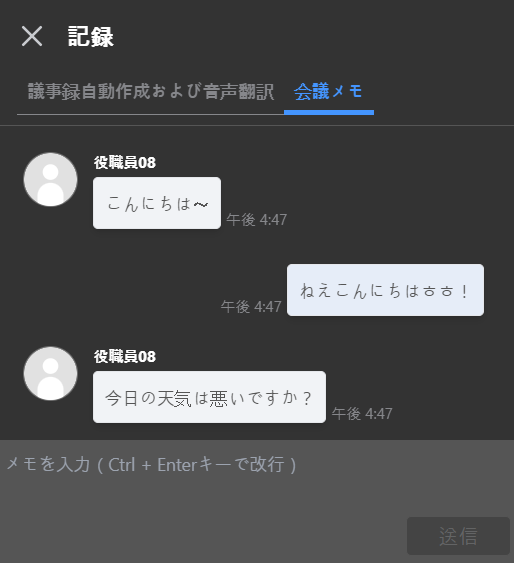 記録
議事録自動作成および音声翻訳 会議メモ
役職員08
こんにちは～
午後 4:47
午後 4:47
ねえこんにちはㅎㅎ！
役職員08
今日の天気は悪いですか？
午後 4:47
メモを入力 ( Ctrl + Enterキーで改行 )
送信